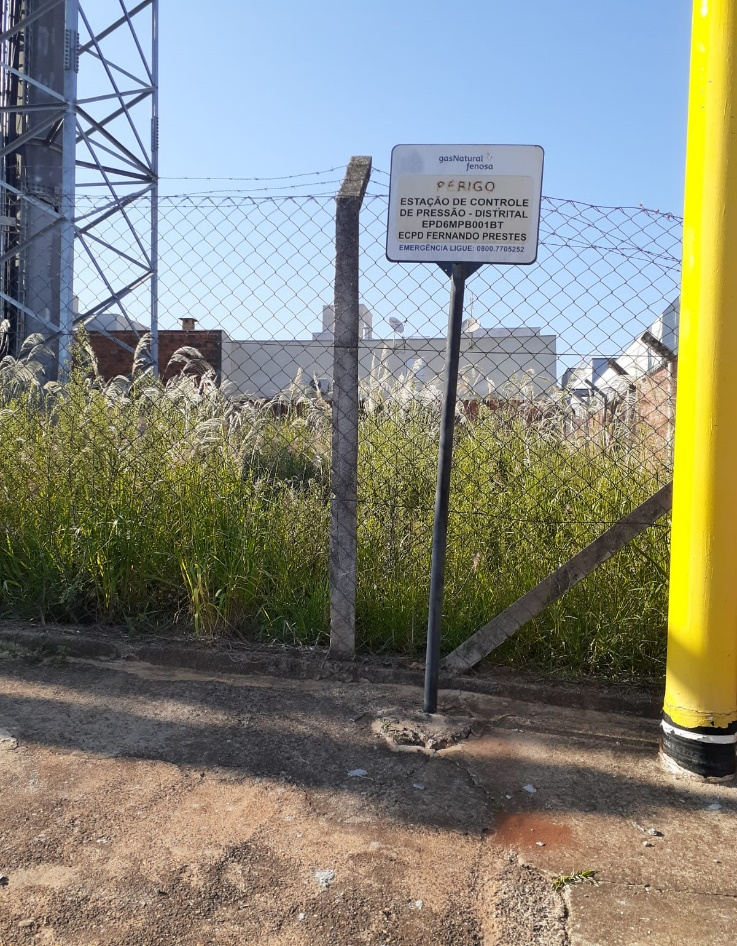 gasNatural
fenosa
PERIGO
ESTAÇÃO DE CONTROLE
DE PRESSÃO - DISTRITAL
EPD6MPB001BT
ECPD FERNANDO PRESTES
EMERGÊNCIA LIGUE: 0800.7705252